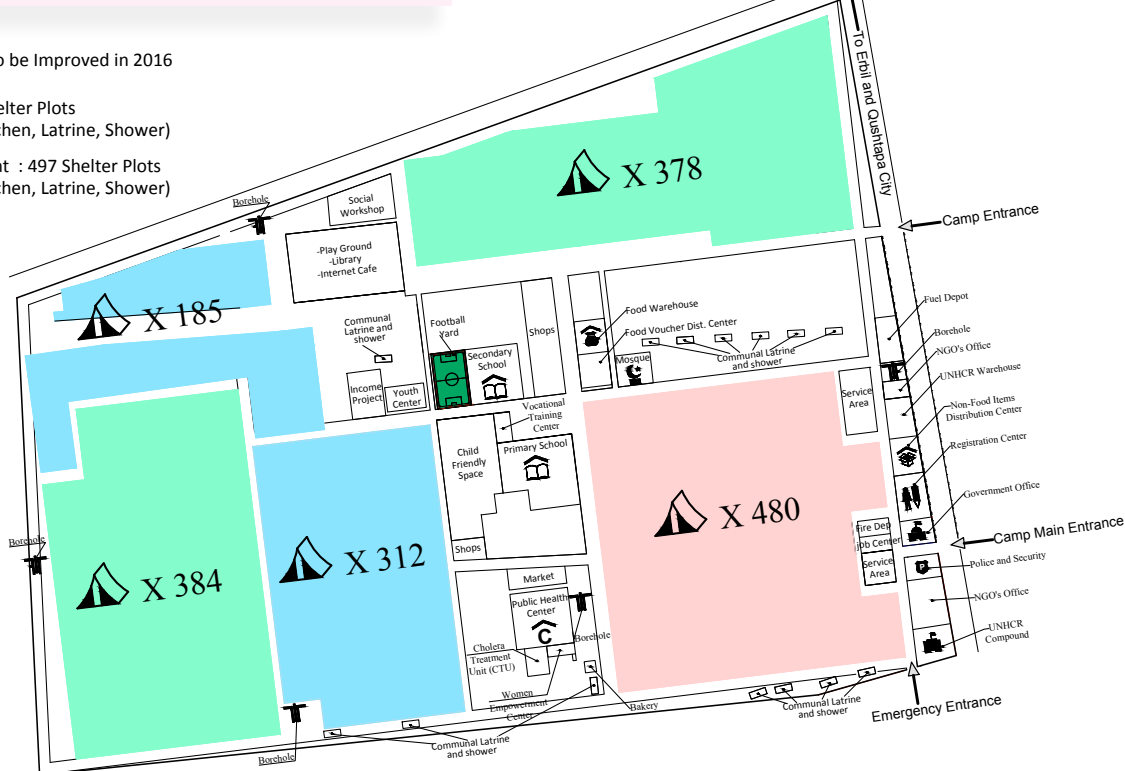 o be Improved in 2016
elter Plots
chen, Latrine, Shower)
nt : 497 Shelter Plots
chen, Latrine, Shower)
To Erbil and Qushtapa City
X 378
Camp Entrance
Borehole
Social
Workshop
-Play Ground
-Library
-Internet Cafe
X 185
Communal
Latrine and
shower
Football
Yard
Secondary
School
Shops
Food Warehouse
Food Voucher Dist. Center
Mosque
Communal Latrine
and shower
Income
Project
Youth
Center
Service
Area
Fuel Depot
Borehole
NGO's Office
UNHCR Warehouse
Non-Food Items
Distribution Center
Registration Center
Government Office
Camp Main Entrance
Police and Security
NGO's Office
UNHCR
Compound
Vocational
Training
Center
Child
Friendly
Space
Primary School
Shops
X 480
Fire Dep
job Center
Service
Area
P
Borehole
X 384
X 312
Market
Public Health
Center
C
Borehole
Cholera
Treatment
Unit (CTU)
Women
Empowerment
Center
Bakery
Communal Latrine
and shower
Communal Latrine
and shower
Borehole
Emergency Entrance